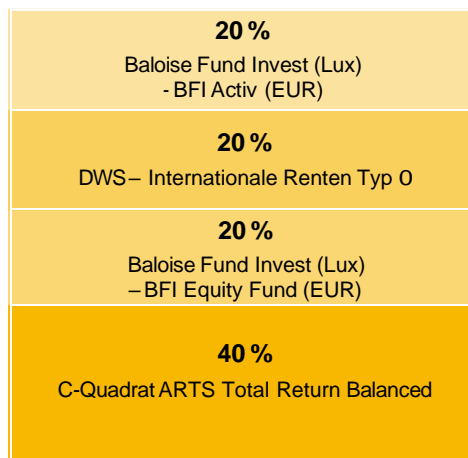 20 %
Baloise Fund Invest (Lux)
- BFI Activ (EUR)
20 %
DWS – Internationale Renten Typ O
20 %
Baloise Fund Invest (Lux)
– BFI Equity Fund (EUR)
40 %
C-Quadrat ARTS Total Return Balanced